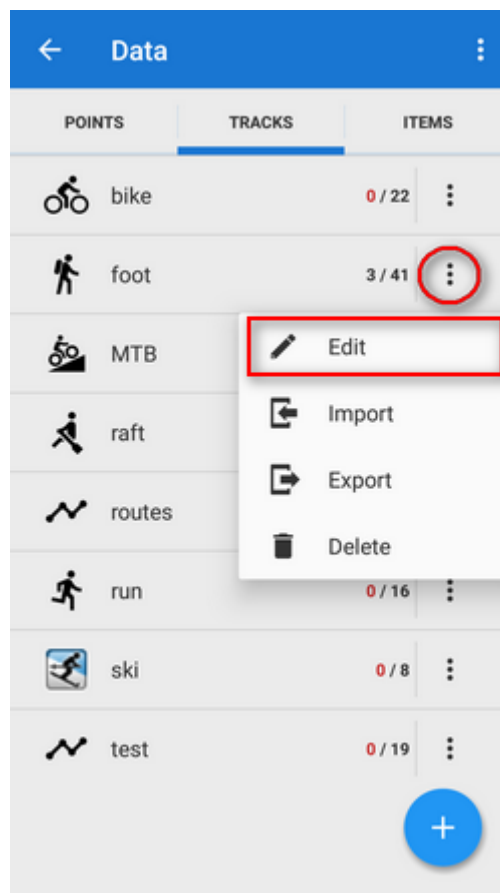 Data
POINTS TRACKS ITEMS
bike 0 / 22
foot 3 / 41
MTB Edit
Import
raft
Export
routes
Delete
run 0 / 16
ski 0 / 8
test 0 / 19